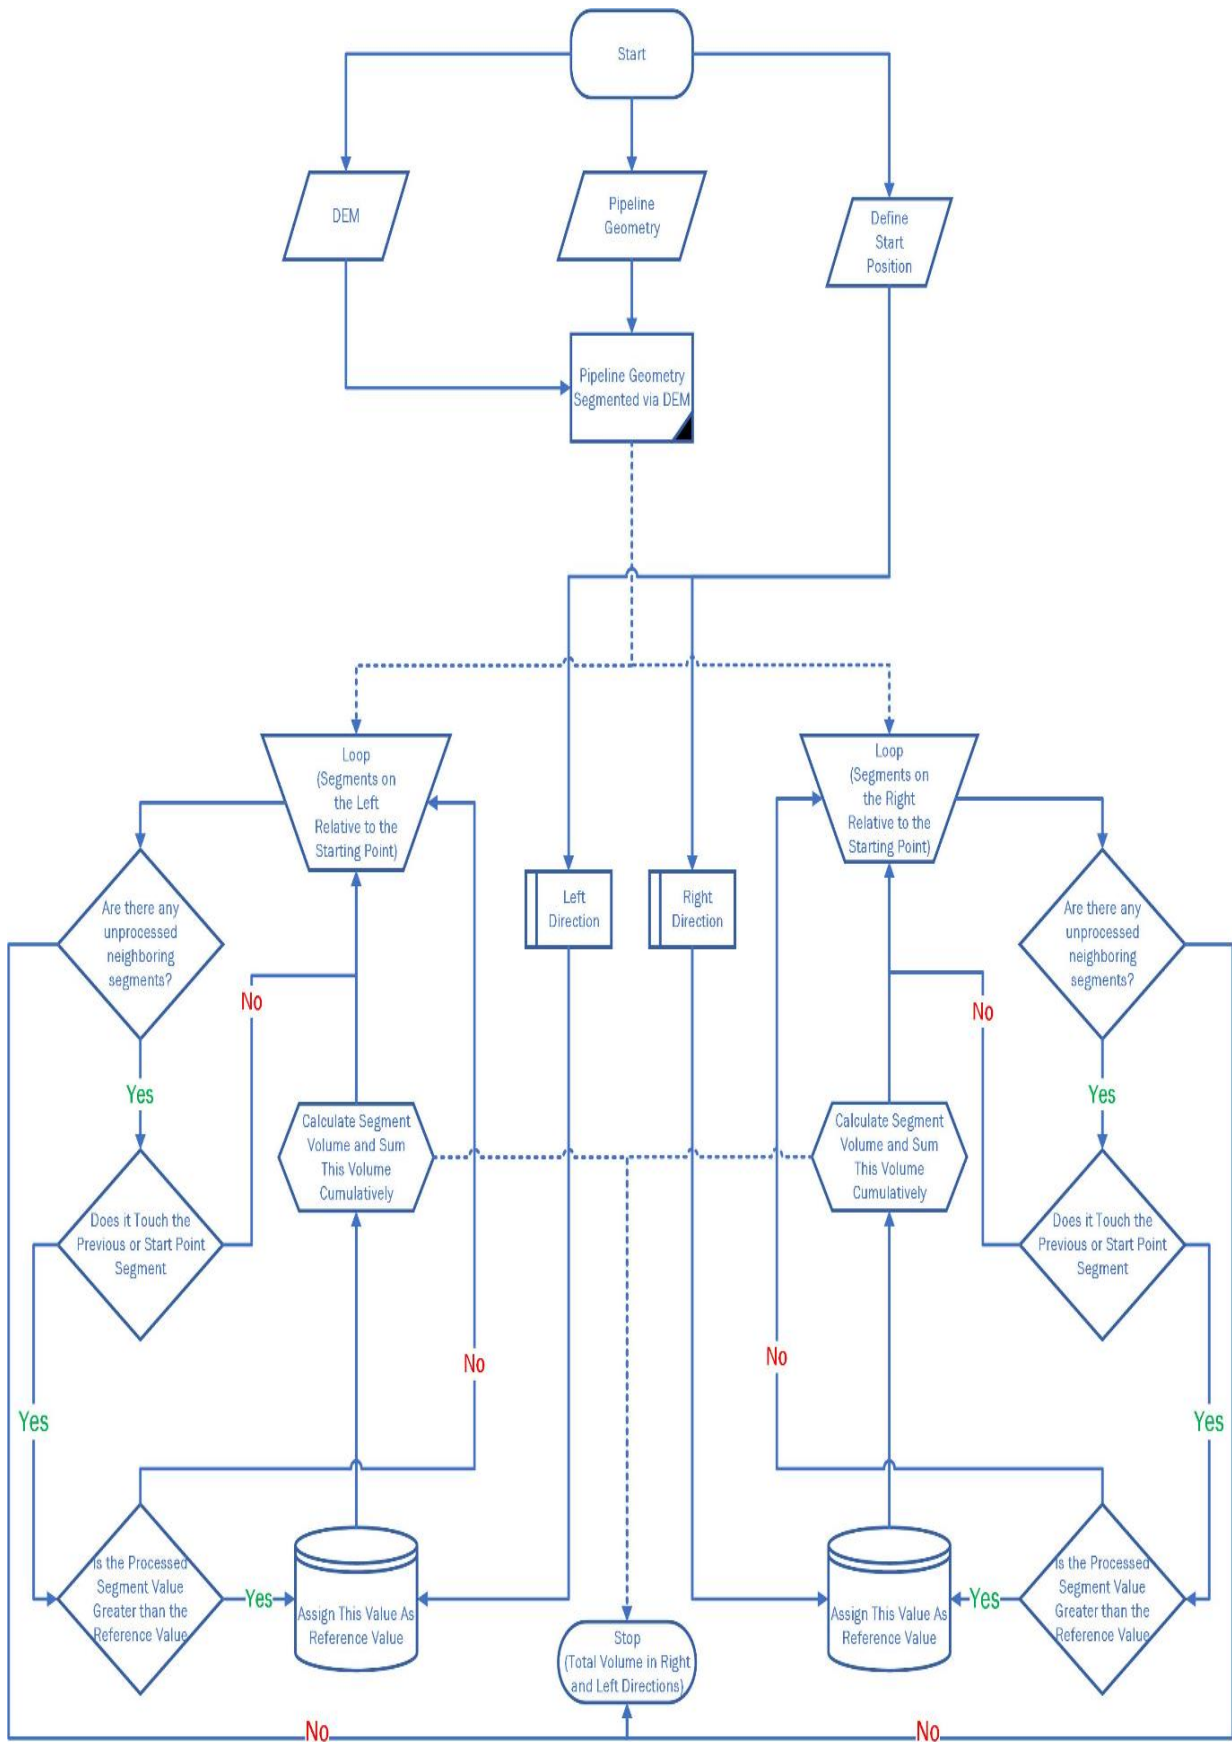 Start
DEM
Pipeline
Geometry
Define
Start
Position
Pipeline Geometry
Segmented via DEM
Loop
(Segments on
the Left
Relative to the
Starting Point)
Loop
(Segments on
the Right
Relative to the
Starting Point)
Are there any
unprocessed
neighboring
segments?
Left
Direction
Right
Direction
Are there any
unprocessed
neighboring
segments?
No
No
Yes
Yes
Calculate Segment
Volume and Sum
This Volume
Cumulatively
Calculate Segment
Volume and Sum
This Volume
Cumulatively
Does it Touch the
Previous or Start Point
Segment
Does it Touch the
Previous or Start Point
Segment
No
No
Yes
Yes
Is the Processed
Segment Value
Greater than the
Reference Value
Yes
Assign This Value As
Reference Value
Stop
(Total Volume in Right
and Left Directions)
Assign This Value As
Reference Value
Yes
Is the Processed
Segment Value
Greater than the
Reference Value
No
No